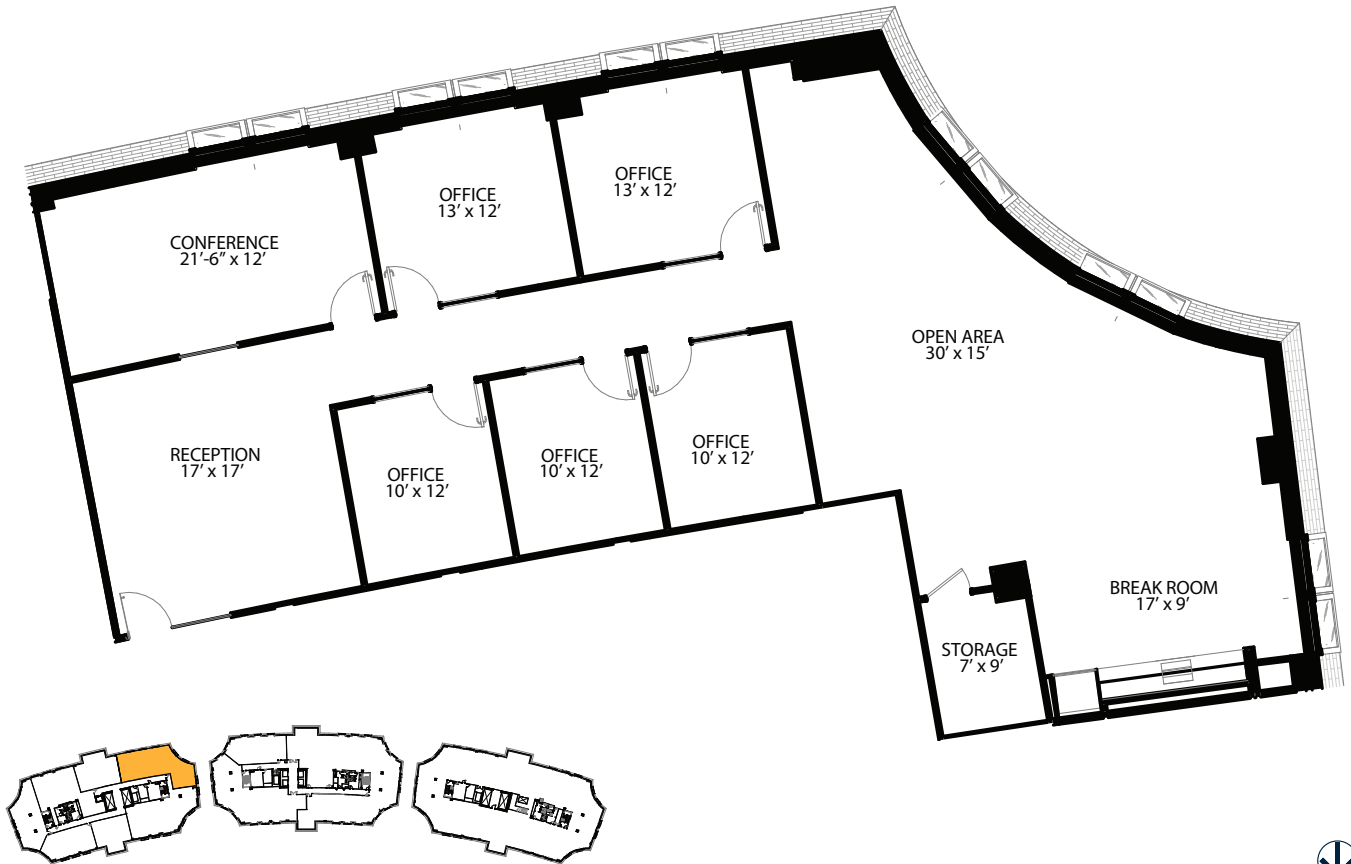 OFFICE
13’ x 12’
OFFICE
13’ x 12’
CONFERENCE
21’-6” x 12’
OPEN AREA
30’ x 15’
RECEPTION
17’ x 17’
OFFICE
10’ x 12’
OFFICE
10’ x 12’
OFFICE
10’ x 12’
BREAK ROOM
17’ x 9’
STORAGE
7’ x 9’